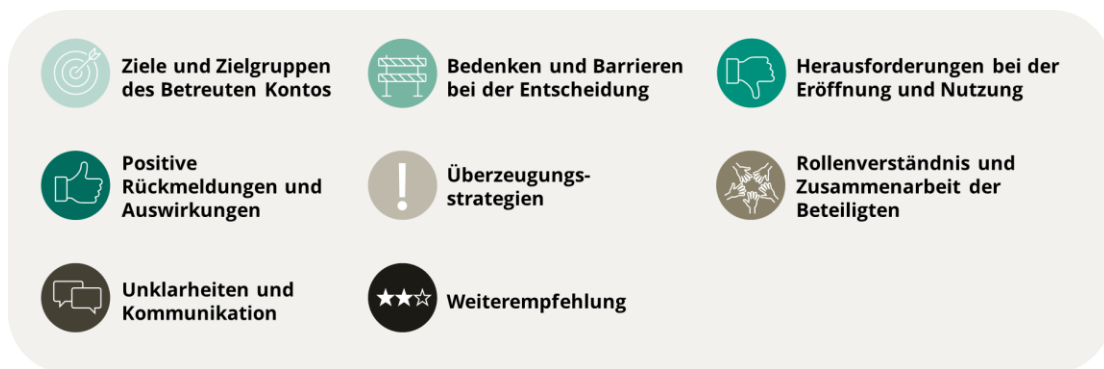 Ziele und Zielgruppen
des Betreuten Kontos
Bedenken und Barrieren
bei der Entscheidung
Herausforderungen bei der
Eröffnung und Nutzung
Positive
Rückmeldungen und
Auswirkungen
Überzeugungs-
strategien
Rollenverständnis und
Zusammenarbeit der
Beteiligten
Unklarheiten und
Kommunikation
Weiterempfehlung